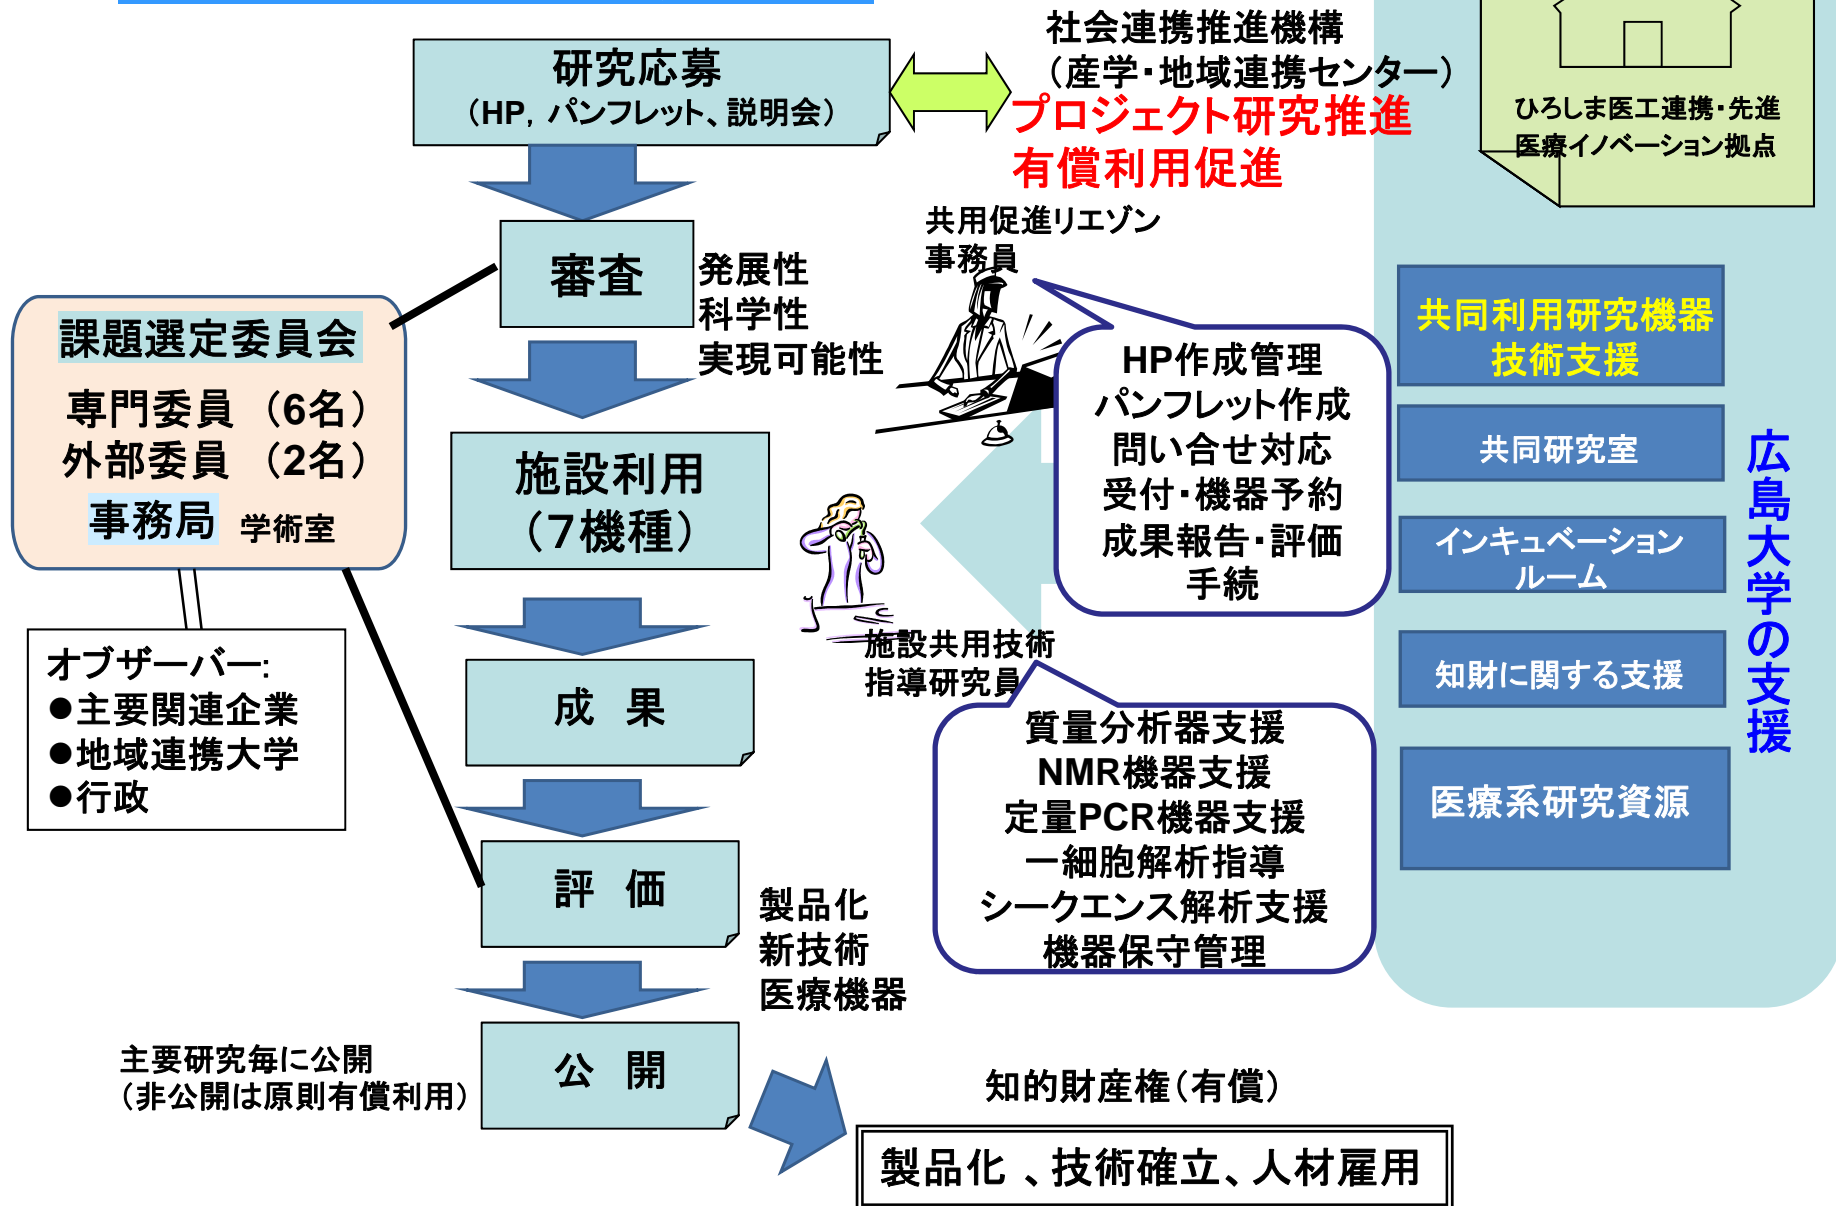 研究応募
（HP，パンフレット、説明会）
社会連携推進機構
（産学・地域連携センター）
プロジェクト研究推進
有償利用促進
ひろしま医工連携・先進
医療イノベーション拠点
審査
発展性
科学性
実現可能性
共用促進リエゾン
事務員
課題選定委員会
専門委員 （6名）
外部委員 （2名）
事務局 学術室
HP作成管理
パンフレット作成
問い合せ対応
受付・機器予約
成果報告・評価
手続
共同利用研究機器
技術支援
共同研究室
インキュベーション
ルーム
知財に関する支援
医療系研究資源
広島大学の支援
施設利用
（7機種）
施設共用技術
指導研究員
オブザーバー：
●主要関連企業
●地域連携大学
●行政
成 果
質量分析器支援
NMR機器支援
定量PCR機器支援
一細胞解析指導
シークエンス解析支援
機器保守管理
評 価
製品化
新技術
医療機器
主要研究毎に公開
（非公開は原則有償利用）
公 開
知的財産権（有償）
製品化 、技術確立、人材雇用